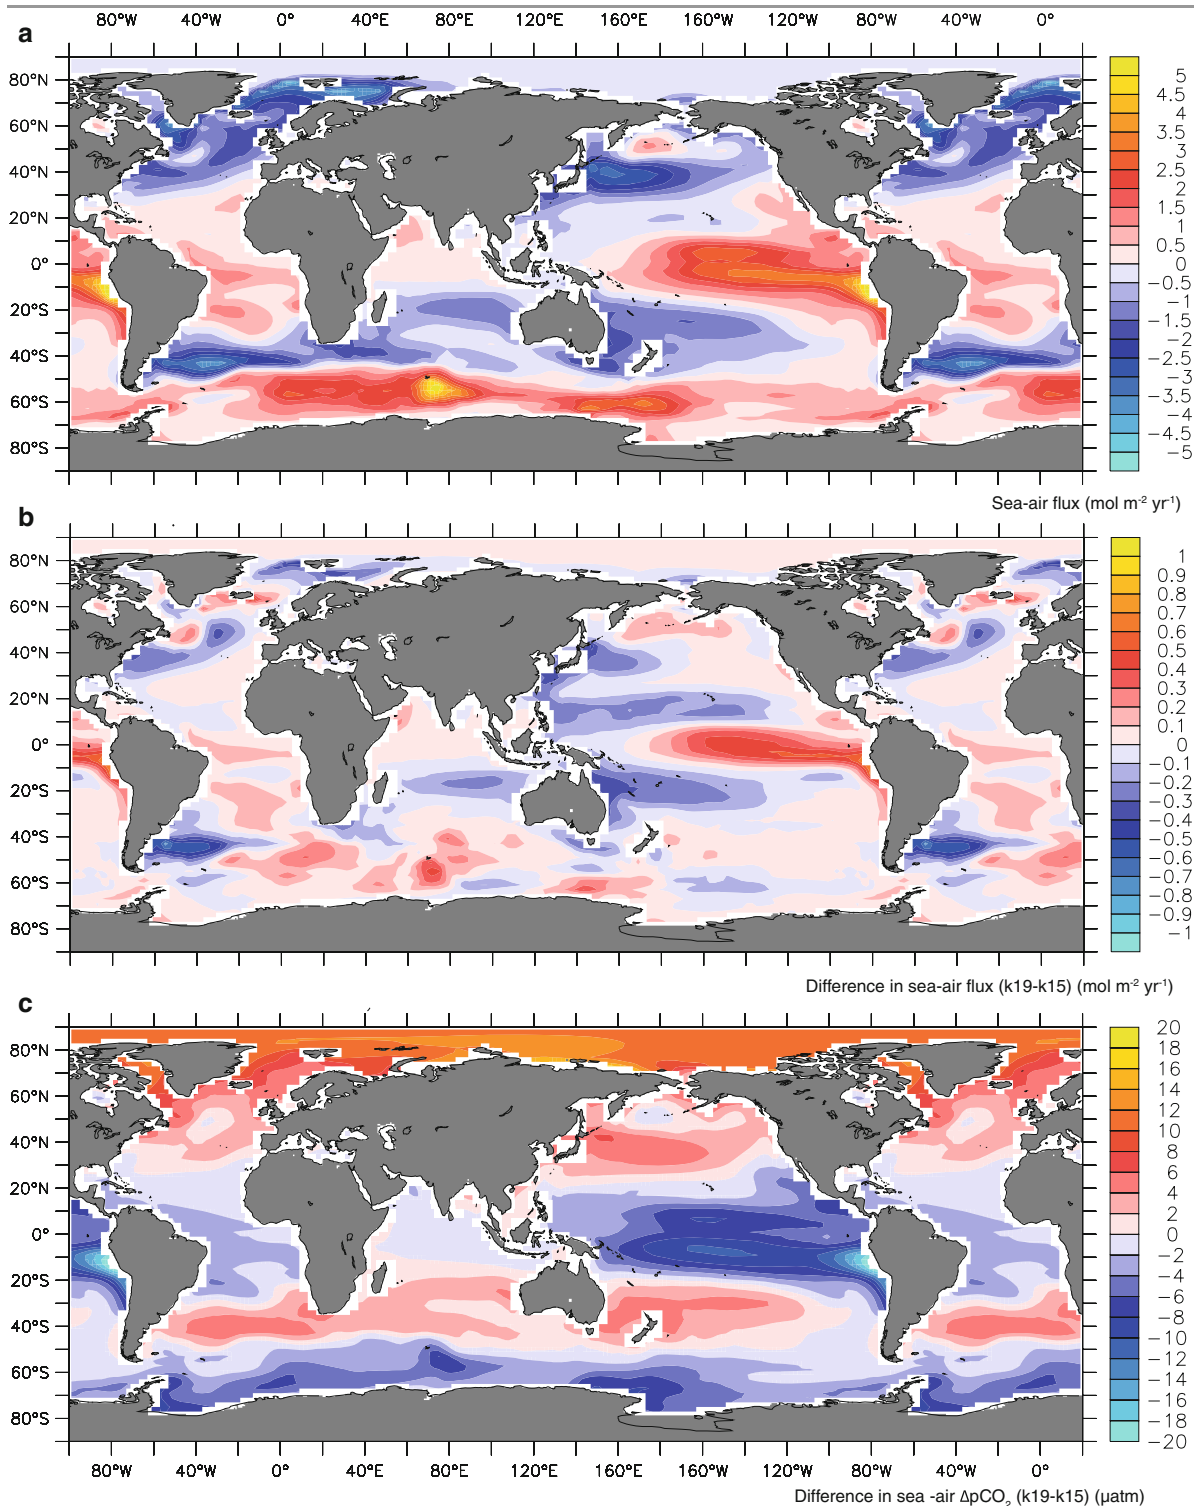 80°W 40°W 0° 40°E 80°E 120°E 160°E 160°W 120°W 80°W 40°W 0°
a
80°N
60°N
40°N
20°N
0°
20°S
40°S
60°S
80°S
5
4.5
4
3.5
3
2.5
2
1.5
1
0.5
0
−0.5
−1
−1.5
−2
−2.5
−3
−3.5
−4
−4.5
−5
Sea-air flux (mol m⁻² yr⁻¹)
b
80°N
60°N
40°N
20°N
0°
20°S
40°S
60°S
80°S
1
0.9
0.8
0.7
0.6
0.5
0.4
0.3
0.2
0.1
0
−0.1
−0.2
−0.3
−0.4
−0.5
−0.6
−0.7
−0.8
−0.9
−1
Difference in sea-air flux (k19-k15) (mol m⁻² yr⁻¹)
c
80°N
60°N
40°N
20°N
0°
20°S
40°S
60°S
80°S
20
18
16
14
12
10
8
6
4
2
0
−2
−4
−6
−8
−10
−12
−14
−16
−18
−20
80°W 40°W 0° 40°E 80°E 120°E 160°E 160°W 120°W 80°W 40°W 0°
Difference in sea -air ΔpCO₂ (k19-k15) (µatm)